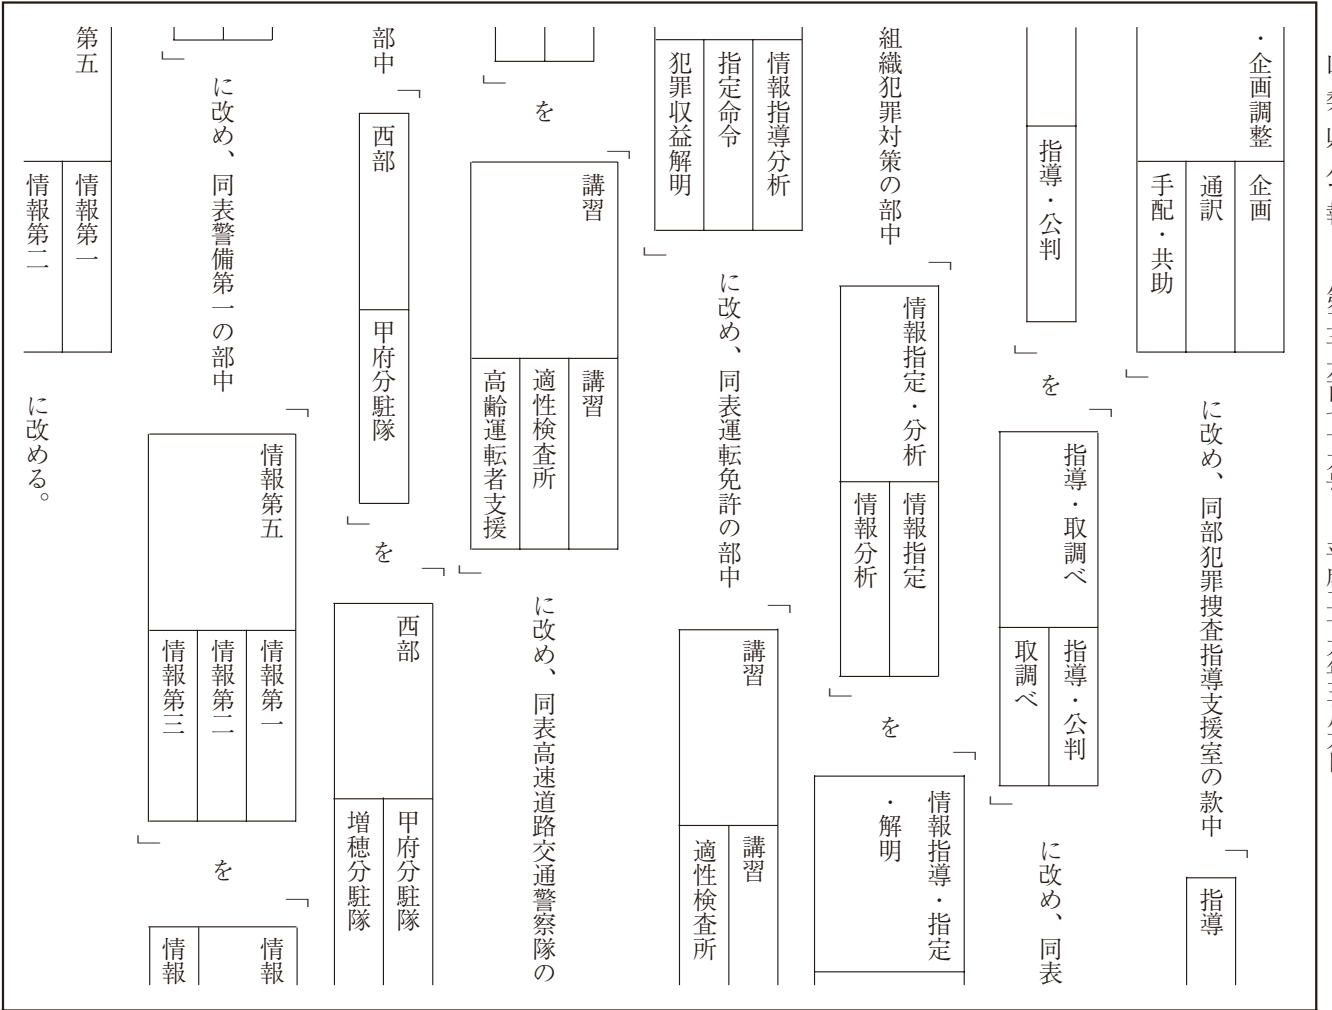 ・企画調整
企画
通訳
手配・共助
」に改め、同部犯罪捜査指導支援室の款中「
指導
指導・公判
」を「
指導・取調べ
指導・公判
取調べ
」に改め、同表
組織犯罪対策の部中「
情報指定・分析
情報指定
情報分析
」を「
情報指導・指定
・解明
情報指導分析
指定命令
犯罪収益解明
」に改め、同表運転免許の部中「
講習
講習
適性検査所
」を「
講習
講習
適性検査所
高齢運転者支援
」に改め、同表高速道路交通警察隊の
部中「
西部
甲府分駐隊
」を「
西部
甲府分駐隊
増穂分駐隊
」に改め、同表警備第一の部中「
情報第五
情報第一
情報第二
情報第三
」を「
情報
情報
第五
情報第一
情報第二
に改める。